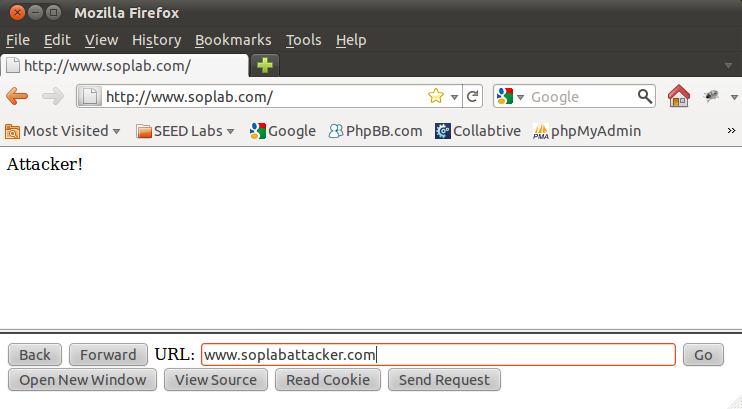 Mozilla Firefox
File Edit View History Bookmarks Tools Help
http://www.soplab.com/
http://www.soplab.com/ Google
Most Visited SEED Labs Google PhpBB.com Collabtive PMA phpMyAdmin »
Attacker!
Back Forward URL: www.soplabattacker.com Go
Open New Window View Source Read Cookie Send Request